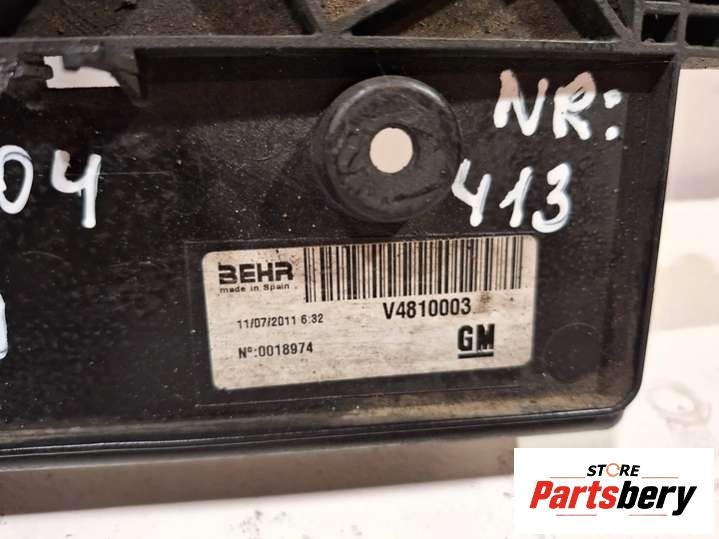 NR:
04
413
BEHR
made in Spain
V4810003
11/07/2011 6:32
GM
Nº:0018974
STORE
Partsbery